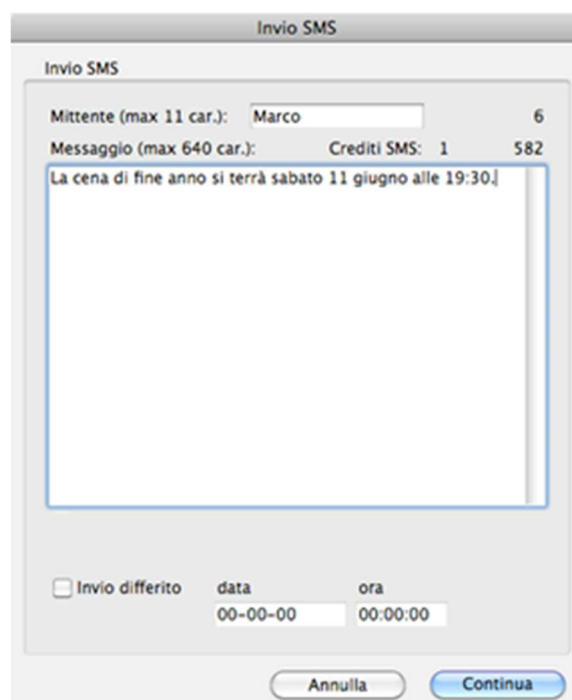 Invio SMS
Invio SMS
Mittente (max 11 car.): Marco 6
Messaggio (max 640 car.): Crediti SMS: 1 582
La cena di fine anno si terrà sabato 11 giugno alle 19:30.
Invio differito data ora
00-00-00 00:00:00
Annulla Continua